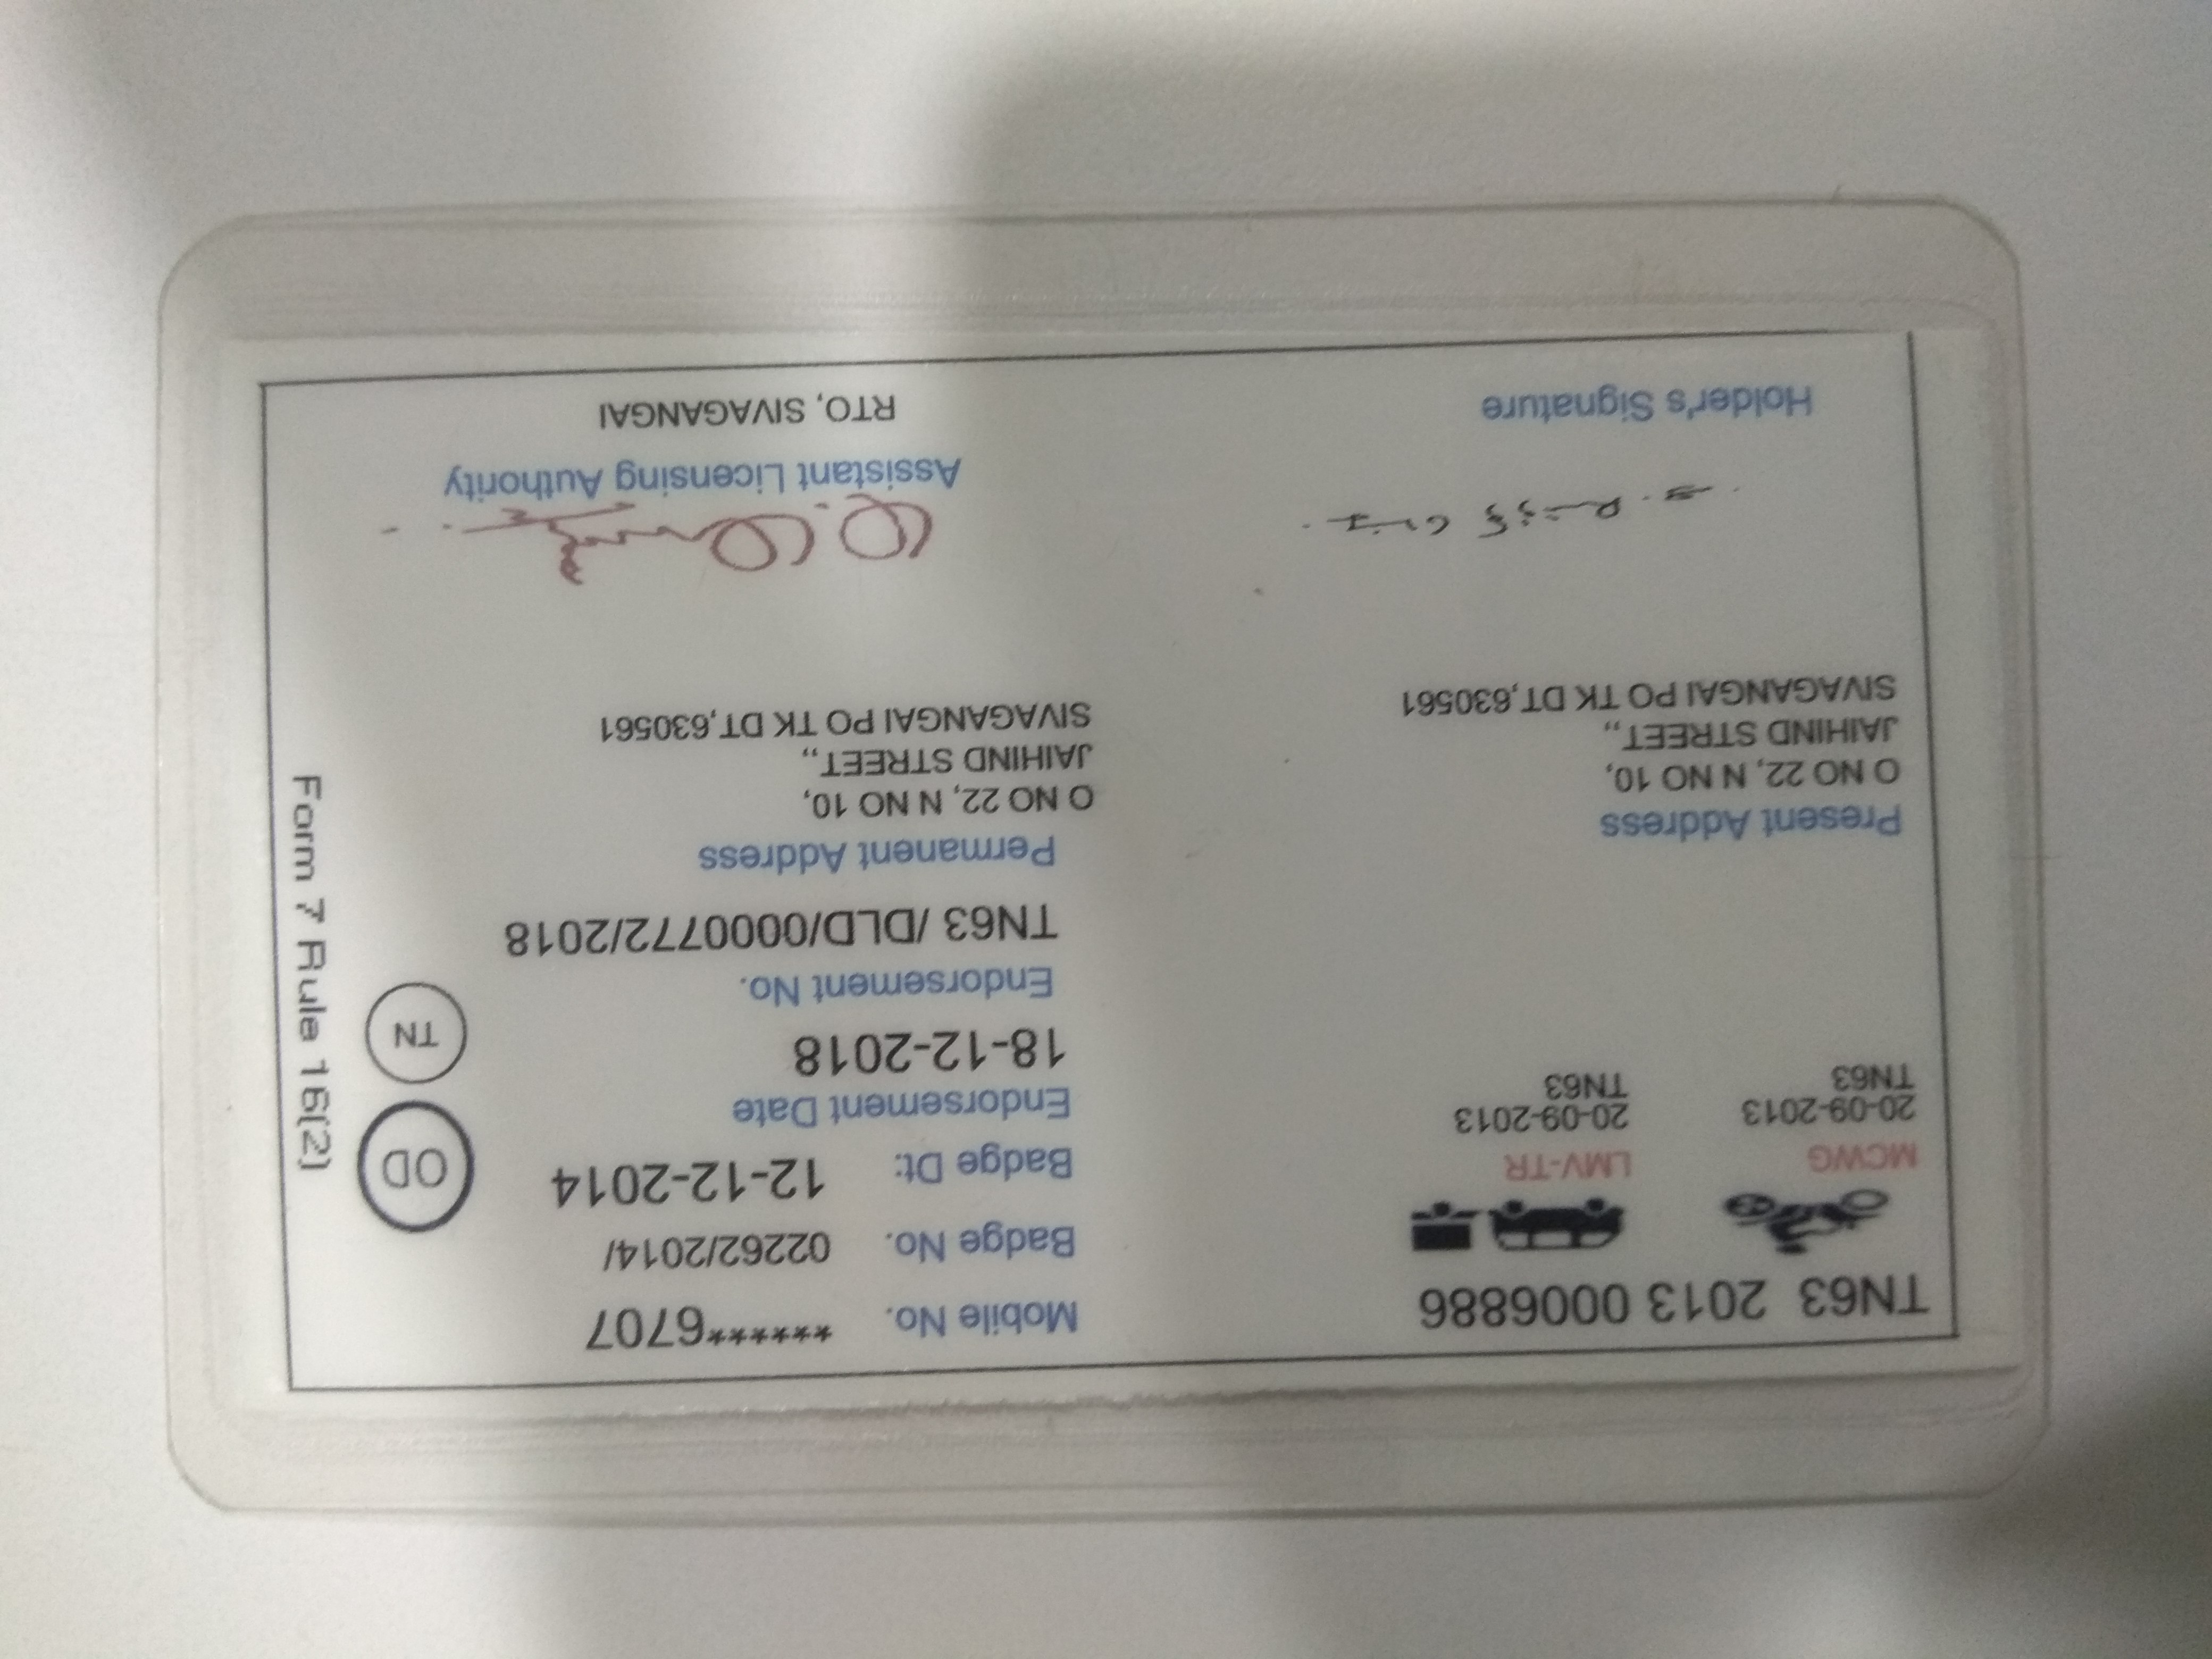 TN63 2013 0006886
MCWG
20-09-2013
TN63
LMV-TR
20-09-2013
TN63
Present Address
O NO 22, N NO 10,
JAIHIND STREET,,
SIVAGANGAI PO TK DT,630561
Holder's Signature
Mobile No. ******6707
Badge No. 02262/2014/
Badge Dt: 12-12-2014
Endorsement Date
18-12-2018
Endorsement No.
TN63 /DLD/0000772/2018
Permanent Address
O NO 22, N NO 10,
JAIHIND STREET,,
SIVAGANGAI PO TK DT,630561
Assistant Licensing Authority
RTO, SIVAGANGAI
OD
TN
Form 7 Rule 16(2)